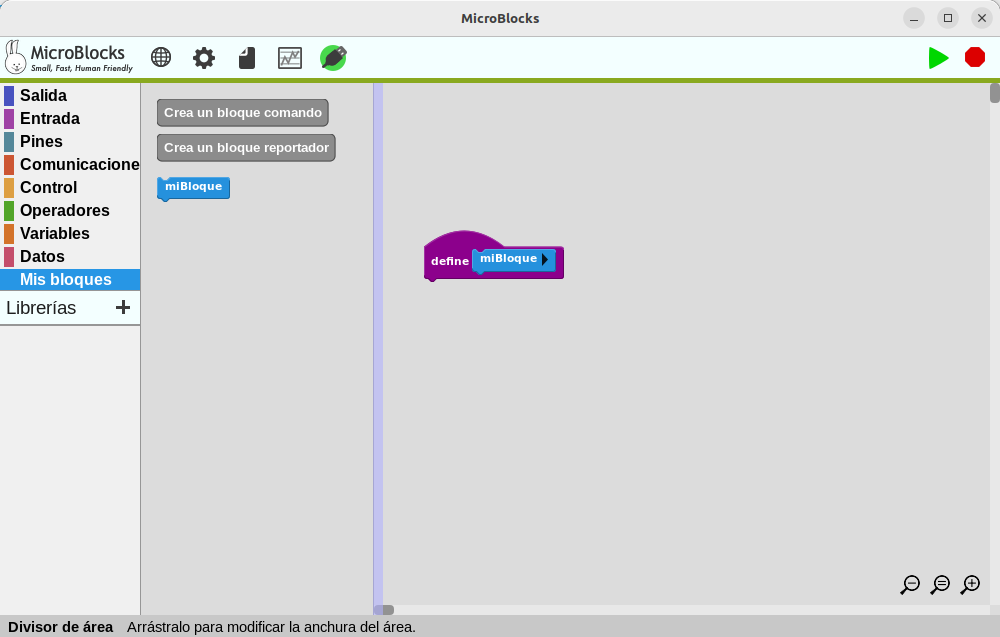 MicroBlocks
MicroBlocks
Small, Fast, Human Friendly
Salida
Entrada
Pines
Comunicacione
Control
Operadores
Variables
Datos
Mis bloques
Librerías +
Crea un bloque comando
Crea un bloque reportador
miBloque
define miBloque
Divisor de área Arrástralo para modificar la anchura del área.